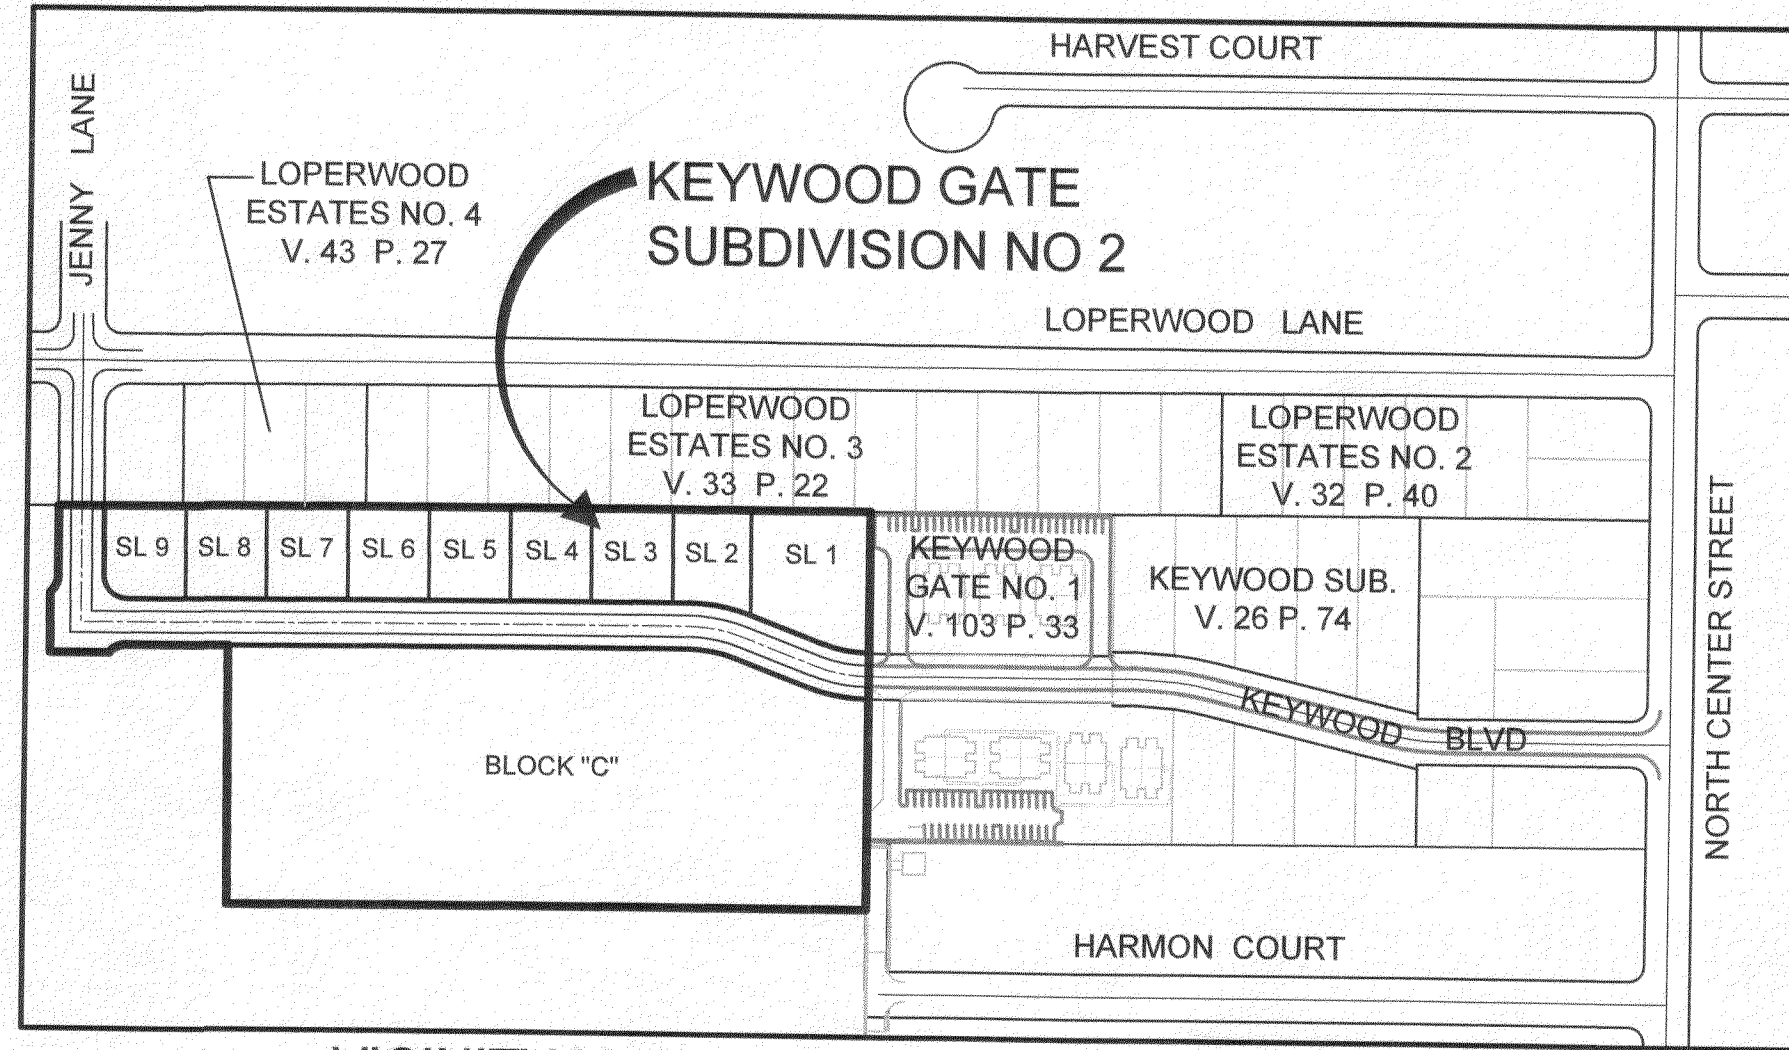 HARVEST COURT
JENNY LANE
LOPERWOOD
ESTATES NO. 4
V. 43 P. 27
KEYWOOD GATE
SUBDIVISION NO 2
LOPERWOOD LANE
LOPERWOOD
ESTATES NO. 3
V. 33 P. 22
LOPERWOOD
ESTATES NO. 2
V. 32 P. 40
SL 9
SL 8
SL 7
SL 6
SL 5
SL 4
SL 3
SL 2
SL 1
KEYWOOD
GATE NO. 1
V. 103 P. 33
KEYWOOD SUB.
V. 26 P. 74
NORTH CENTER STREET
KEYWOOD BLVD
BLOCK "C"
HARMON COURT